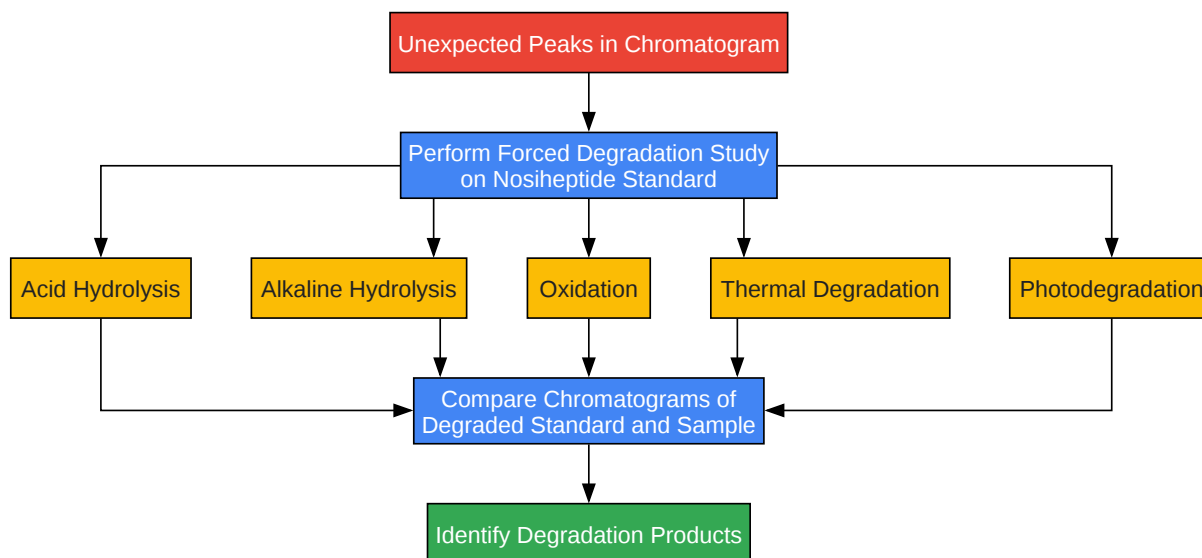 Unexpected Peaks in Chromatogram
Perform Forced Degradation Study
on Nosiheptide Standard
Acid Hydrolysis
Alkaline Hydrolysis
Oxidation
Thermal Degradation
Photodegradation
Compare Chromatograms of
Degraded Standard and Sample
Identify Degradation Products